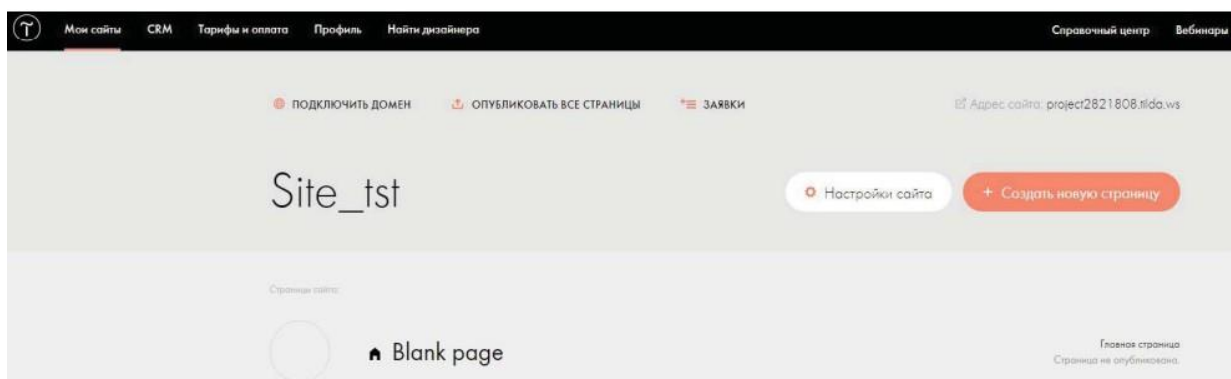 Мои сайты CRM Тарифы и оплата Профиль Найти дизайнера Справочный центр Вебинары
ПОДКЛЮЧИТЬ ДОМЕН ОПУБЛИКОВАТЬ ВСЕ СТРАНИЦЫ ЗАЯВКИ Адрес сайта: project2821808.tilda.ws
Site_tst Настройки сайта + Создать новую страницу
Страницы сайта:
Blank page Главная страница
Страница не опубликована.